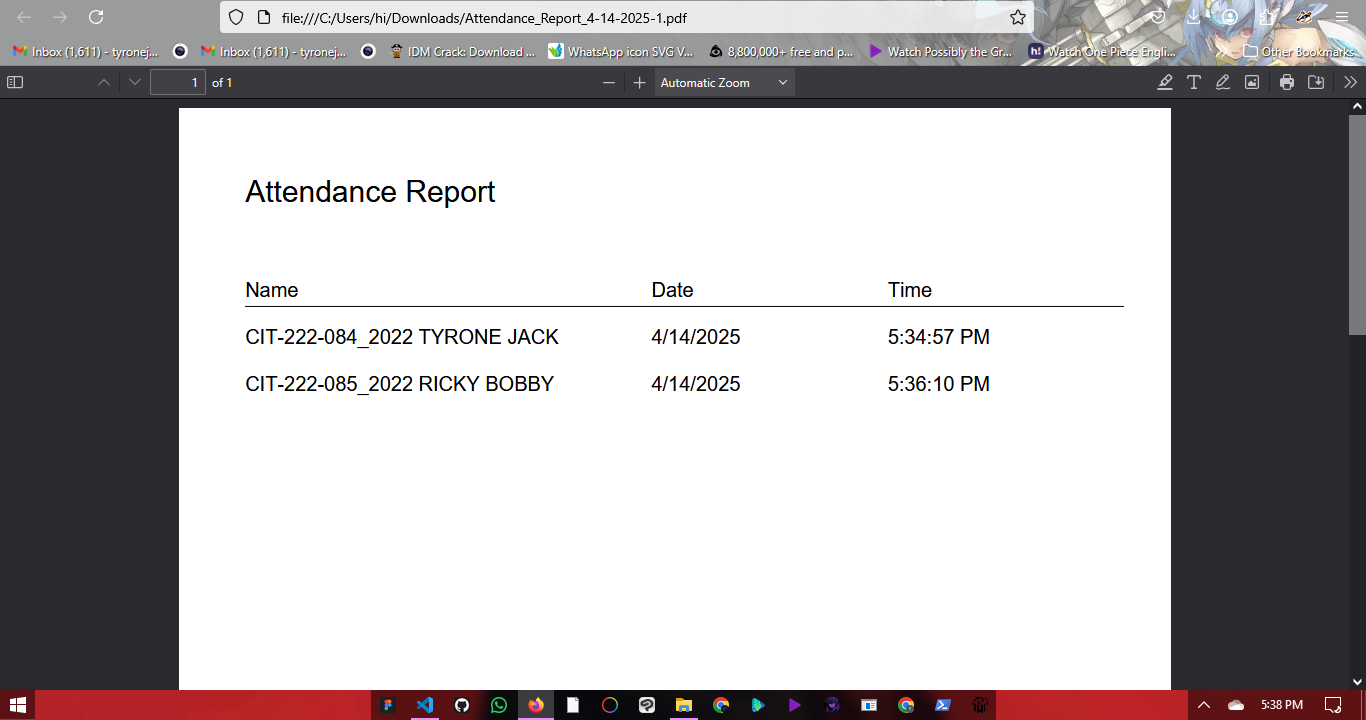 file:///C:/Users/hi/Downloads/Attendance_Report_4-14-2025-1.pdf
Inbox (1,611) - tyronej... Inbox (1,611) - tyronej... IDM Crack: Download ... WhatsApp icon SVG V... 8,800,000+ free and p... Watch Possibly the Gr... h! Watch One Piece Engli... Other Bookmarks
1 of 1 Automatic Zoom
Attendance Report
Name Date Time
CIT-222-084_2022 TYRONE JACK 4/14/2025 5:34:57 PM
CIT-222-085_2022 RICKY BOBBY 4/14/2025 5:36:10 PM
5:38 PM